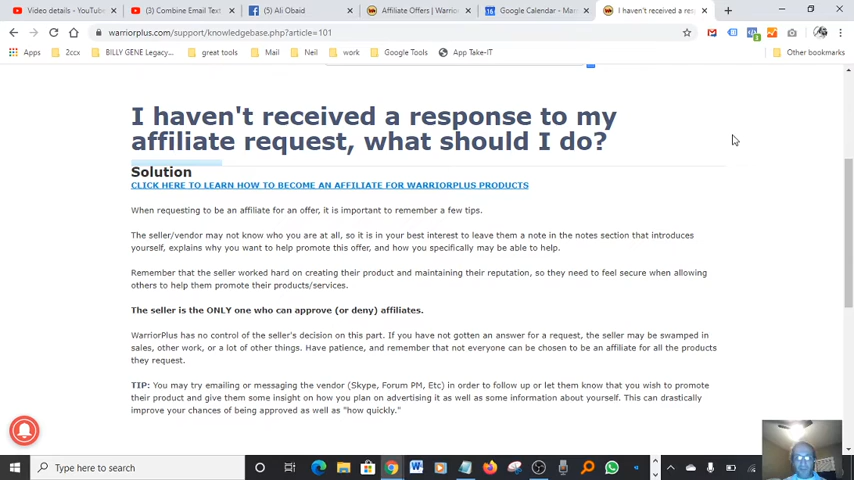 Video details - YouTube
(3) Combine Email Text
(5) Ali Obaid
Affiliate Offers | Warrior
Google Calendar - Mar
I haven't received a res
warriorplus.com/support/knowledgebase.php?article=101
Apps
2ccx
BILLY GENE Legacy...
great tools
Mail
Neil
work
Google Tools
App Take-IT
Other bookmarks
I haven't received a response to my
affiliate request, what should I do?
Solution
CLICK HERE TO LEARN HOW TO BECOME AN AFFILIATE FOR WARRIORPLUS PRODUCTS
When requesting to be an affiliate for an offer, it is important to remember a few tips.
The seller/vendor may not know who you are at all, so it is in your best interest to leave them a note in the notes section that introduces
yourself, explains why you want to help promote this offer, and how you specifically may be able to help.
Remember that the seller worked hard on creating their product and maintaining their reputation, so they need to feel secure when allowing
others to help them promote their products/services.
The seller is the ONLY one who can approve (or deny) affiliates.
WarriorPlus has no control of the seller's decision on this part. If you have not gotten an answer for a request, the seller may be swamped in
sales, other work, or a lot of other things. Have patience, and remember that not everyone can be chosen to be an affiliate for all the products
they request.
TIP: You may try emailing or messaging the vendor (Skype, Forum PM, Etc) in order to follow up or let them know that you wish to promote
their product and give them some insight on how you plan on advertising it as well as some information about yourself. This can drastically
improve your chances of being approved as well as "how quickly."
Type here to search